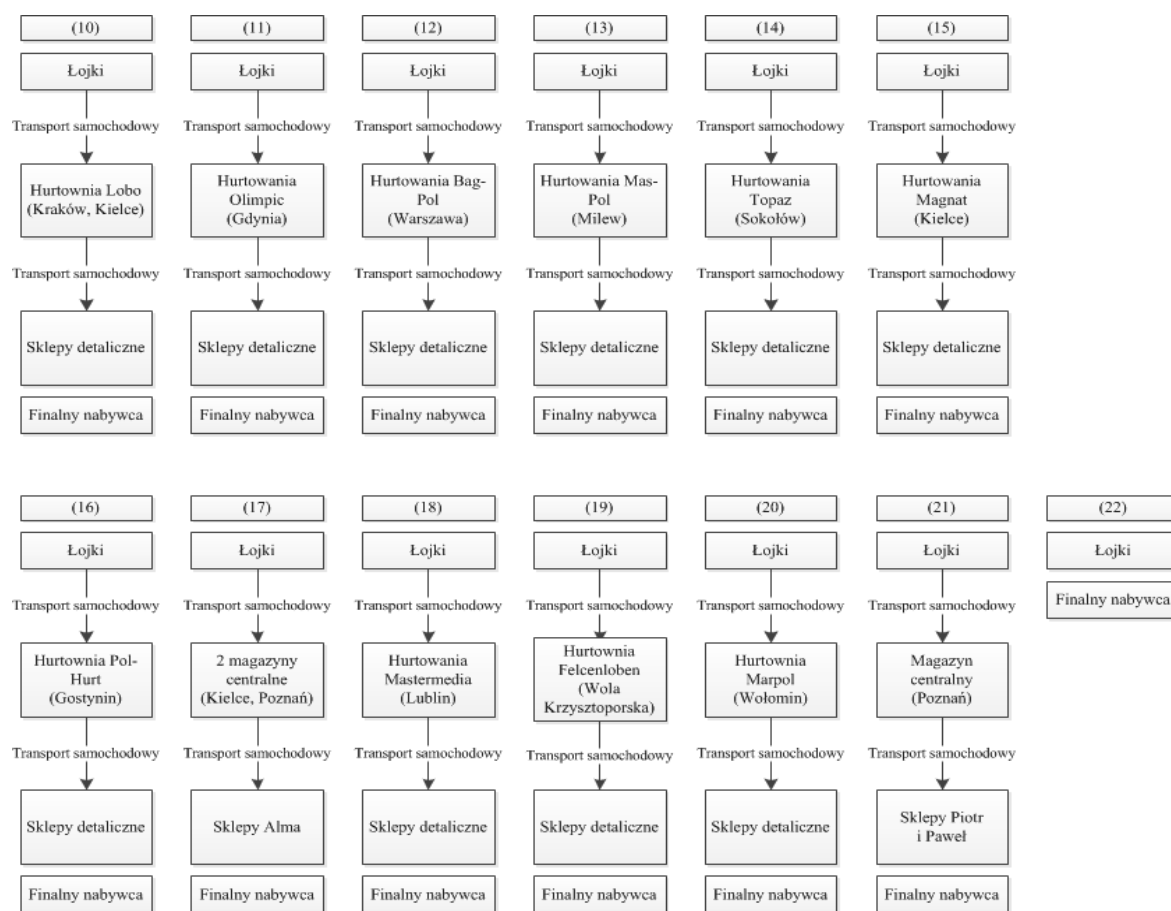 (10)
(11)
(12)
(13)
(14)
(15)
Łojki
Łojki
Łojki
Łojki
Łojki
Łojki
Transport samochodowy
Transport samochodowy
Transport samochodowy
Transport samochodowy
Transport samochodowy
Transport samochodowy
Hurtownia Lobo
(Kraków, Kielce)
Hurtowania
Olimpic
(Gdynia)
Hurtowania Bag-
Pol
(Warszawa)
Hurtowania Mas-
Pol
(Milew)
Hurtowania
Topaz
(Sokołów)
Hurtowania
Magnat
(Kielce)
Transport samochodowy
Transport samochodowy
Transport samochodowy
Transport samochodowy
Transport samochodowy
Transport samochodowy
Sklepy detaliczne
Sklepy detaliczne
Sklepy detaliczne
Sklepy detaliczne
Sklepy detaliczne
Sklepy detaliczne
Finalny nabywca
Finalny nabywca
Finalny nabywca
Finalny nabywca
Finalny nabywca
Finalny nabywca
(16)
(17)
(18)
(19)
(20)
(21)
(22)
Łojki
Łojki
Łojki
Łojki
Łojki
Łojki
Łojki
Transport samochodowy
Transport samochodowy
Transport samochodowy
Transport samochodowy
Transport samochodowy
Transport samochodowy
Finalny nabywca
Hurtownia Pol-
Hurt
(Gostynin)
2 magazyny
centralne
(Kielce, Poznań)
Hurtowania
Mastermedia
(Lublin)
Hurtownia
Felcenloben
(Wola
Krzysztoporska)
Hurtownia
Marpol
(Wołomin)
Magazyn
centralny
(Poznań)
Transport samochodowy
Transport samochodowy
Transport samochodowy
Transport samochodowy
Transport samochodowy
Transport samochodowy
Sklepy detaliczne
Sklepy Alma
Sklepy detaliczne
Sklepy detaliczne
Sklepy detaliczne
Sklepy Piotr
i Paweł
Finalny nabywca
Finalny nabywca
Finalny nabywca
Finalny nabywca
Finalny nabywca
Finalny nabywca